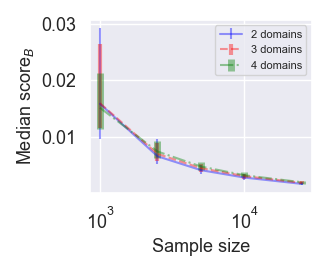 0.03
0.02
0.01
Median score_B
2 domains
3 domains
4 domains
10^3
10^4
Sample size